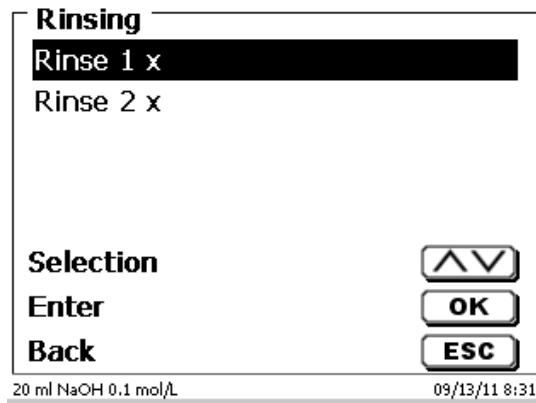 Rinsing
Rinse 1 x
Rinse 2 x
Selection
Enter OK
Back ESC
20 ml NaOH 0.1 mol/L 09/13/11 8:31